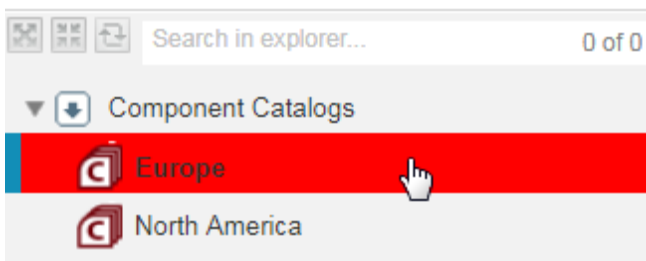 Search in explorer... 0 of 0
Component Catalogs
C Europe
C North America